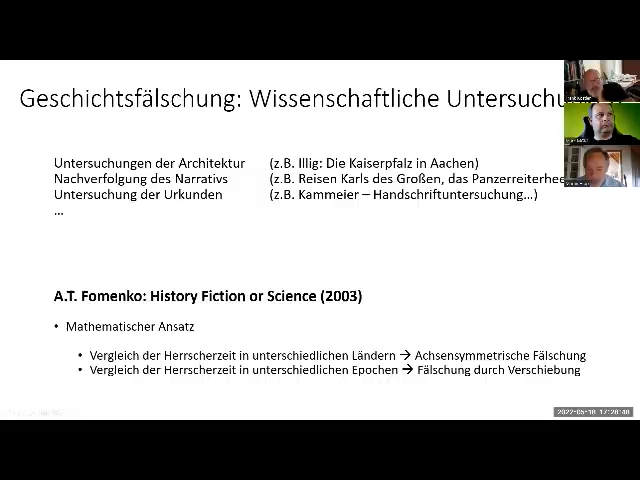 Geschichtsfälschung: Wissenschaftliche Untersuchu
Untersuchungen der Architektur (z.B. Illig: Die Kaiserpfalz in Aachen)
Nachverfolgung des Narrativs (z.B. Reisen Karls des Großen, das Panzerreiterhee
Untersuchung der Urkunden (z.B. Kammeier – Handschriftuntersuchung...)
...
A.T. Fomenko: History Fiction or Science (2003)
• Mathematischer Ansatz
• Vergleich der Herrscherzeit in unterschiedlichen Ländern → Achsensymmetrische Fälschung
• Vergleich der Herrscherzeit in unterschiedlichen Epochen → Fälschung durch Verschiebung
2022-05-18 17:28:48